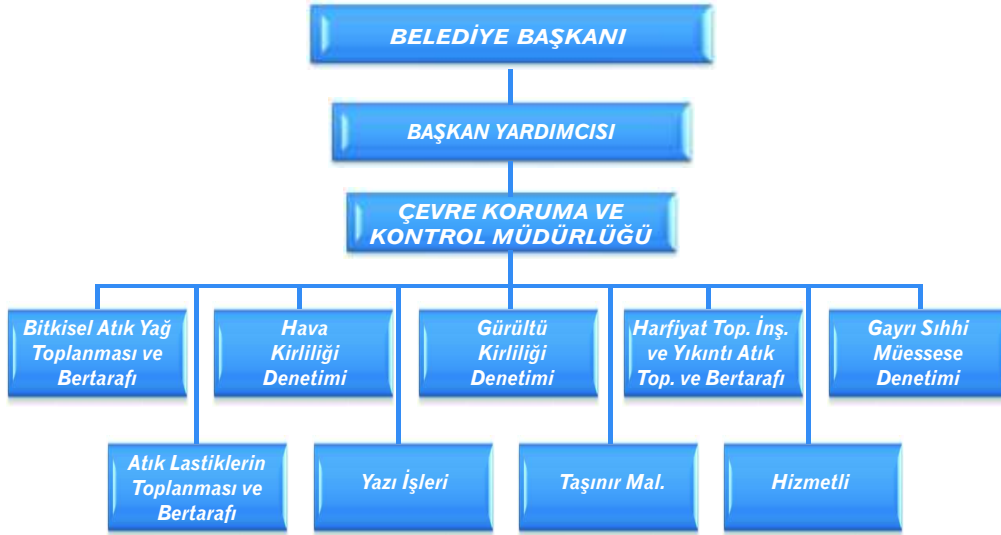 BELEDİYE BAŞKANI
BAŞKAN YARDIMCISI
ÇEVRE KORUMA VE
KONTROL MÜDÜRLÜĞÜ
Bitkisel Atık Yağ
Toplanması ve
Bertarafı
Hava
Kirliliği
Denetimi
Gürültü
Kirliliği
Denetimi
Harfiyat Top. İnş.
ve Yıkıntı Atık
Top. ve Bertarafı
Gayrı Sıhhi
Müessese
Denetimi
Atık Lastiklerin
Toplanması ve
Bertarafı
Yazı İşleri
Taşınır Mal.
Hizmetli